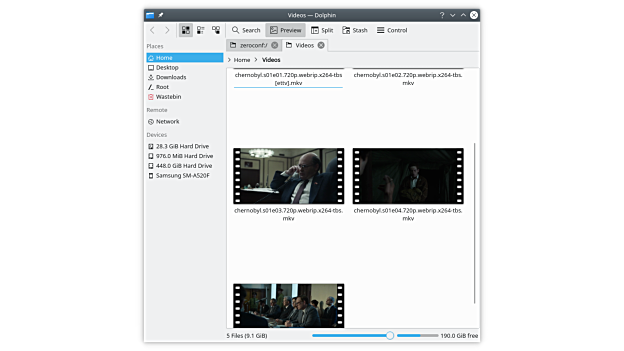 Videos — Dolphin
Search Preview Split Stash Control
zeroconf:/ Videos
Places
Home
Desktop
Downloads
Root
Wastebin
Remote
Network
Devices
28.3 GiB Hard Drive
976.0 MiB Hard Drive
448.0 GiB Hard Drive
Samsung SM-A520F
> Home > Videos
chernobyl.s01e01.720p.webrip.x264-tbs
[ettv].mkv
chernobyl.s01e02.720p.webrip.x264-tbs.
mkv
chernobyl.s01e03.720p.webrip.x264-tbs.
mkv
chernobyl.s01e04.720p.webrip.x264-tbs.
mkv
5 Files (9.1 GiB)
190.0 GiB free